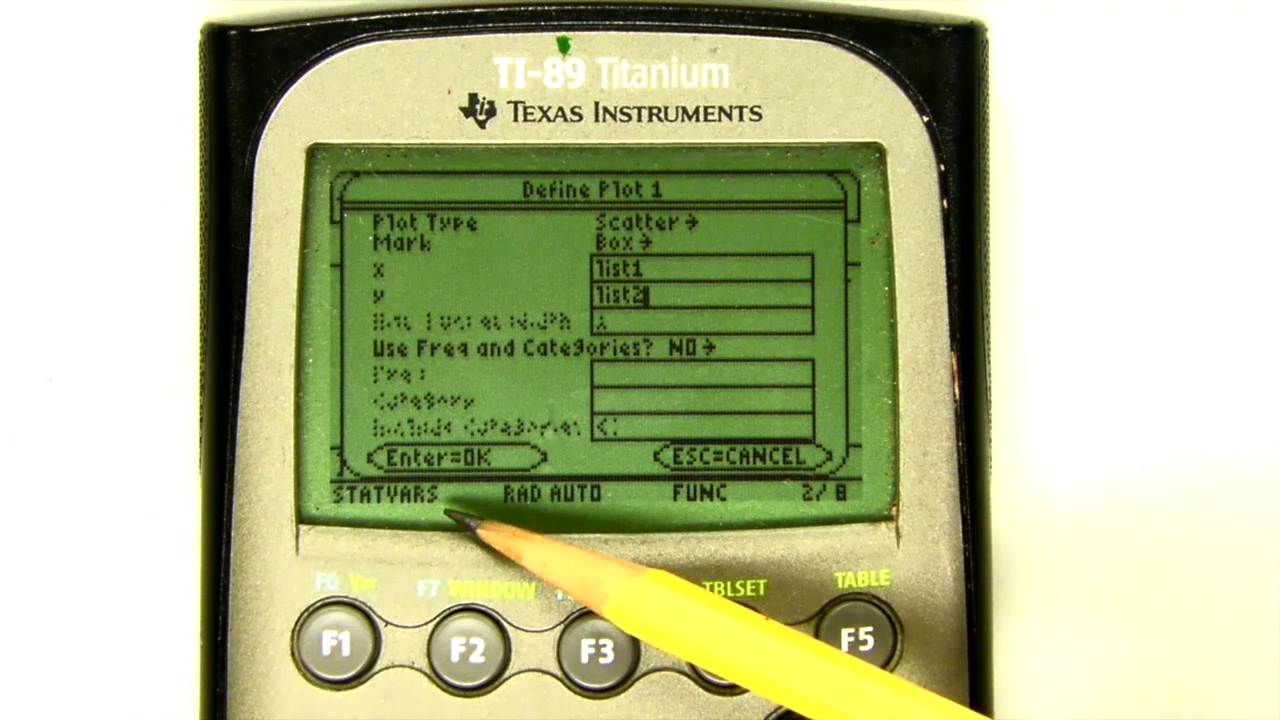 TI-89 Titanium
TEXAS INSTRUMENTS
Define Plot 1
Plot Type Scatter→
Mark Box→
x list1
y list2
Use Freq and Categories? NO→
Enter=OK ESC=CANCEL
STATVARS RAD AUTO FUNC 2/8
F6 Y= F7 WINDOW TBLSET TABLE
F1 F2 F3 F5